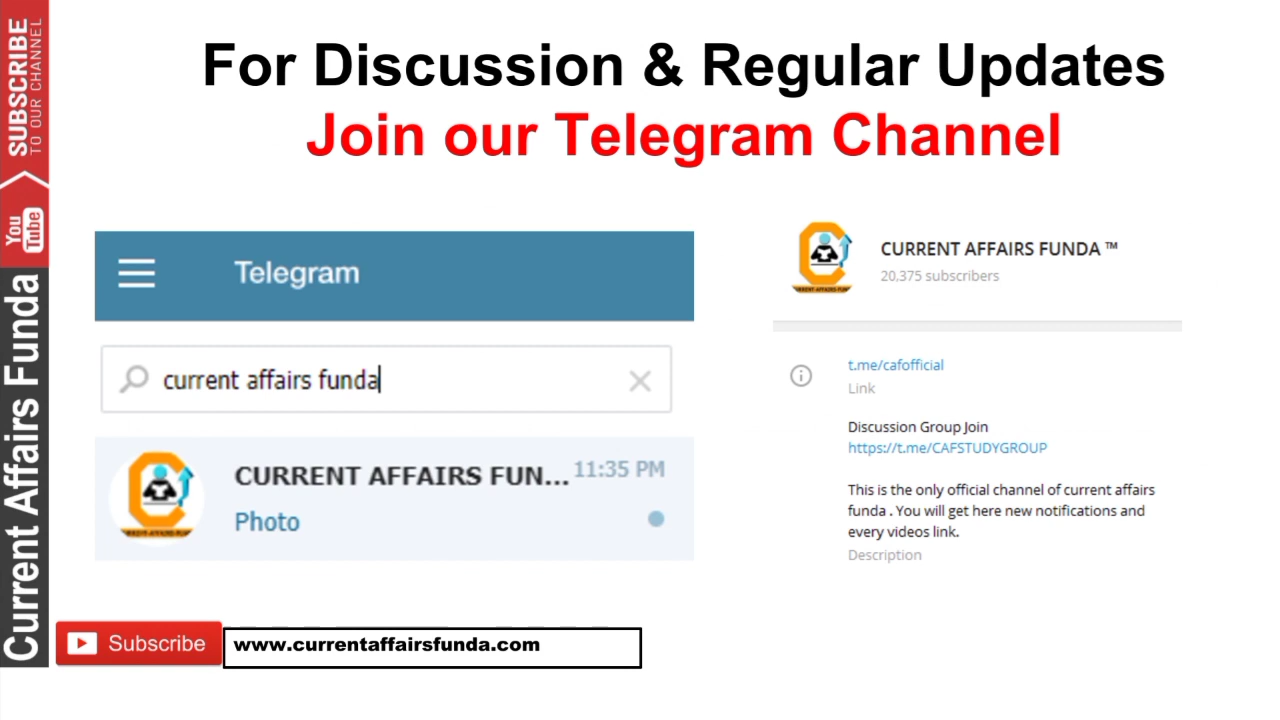 For Discussion & Regular Updates
Join our Telegram Channel
SUBSCRIBE
TO OUR CHANNEL
You
Tube
Current Affairs Funda
Telegram
current affairs funda
CURRENT AFFAIRS FUN...
11:35 PM
Photo
CURRENT AFFAIRS FUNDA ™
20,375 subscribers
t.me/cafofficial
Link
Discussion Group Join
https://t.me/CAFSTUDYGROUP
This is the only official channel of current affairs
funda . You will get here new notifications and
every videos link.
Description
Subscribe
www.currentaffairsfunda.com